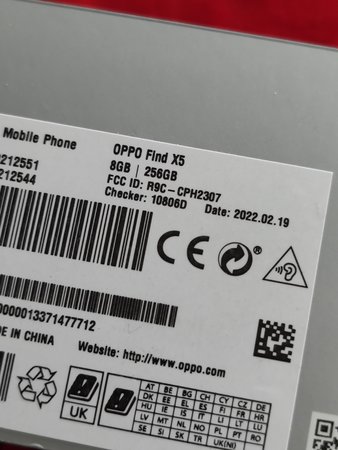 Mobile Phone OPPO Find X5
212551 8GB | 256GB
212544 FCC ID: R9C-CPH2307
Checker: 10806D Date: 2022.02.19
CE
0000013371477712
DE IN CHINA
Website: http://www.oppo.com
UK
AT BE BG CH CY CZ DE
DK EE EL ES FI FR
HU IE IS IT LI LT LU
LV MT NL NO PL PT RO
SE SI SK TR UK(NI)